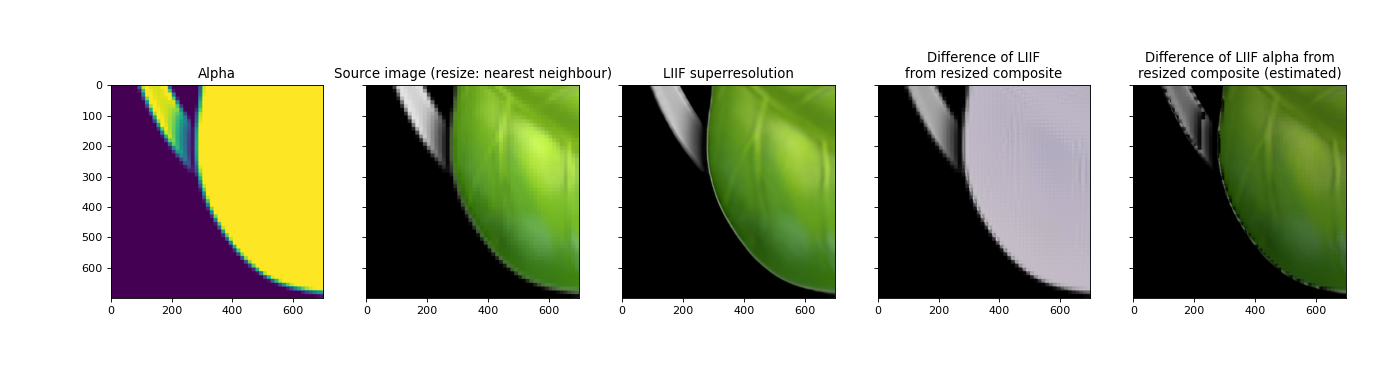 Alpha
Source image (resize: nearest neighbour)
LIIF superresolution
Difference of LIIF
from resized composite
Difference of LIIF alpha from
resized composite (estimated)
0
100
200
300
400
500
600
0 200 400 600
0 200 400 600
0 200 400 600
0 200 400 600
0 200 400 600